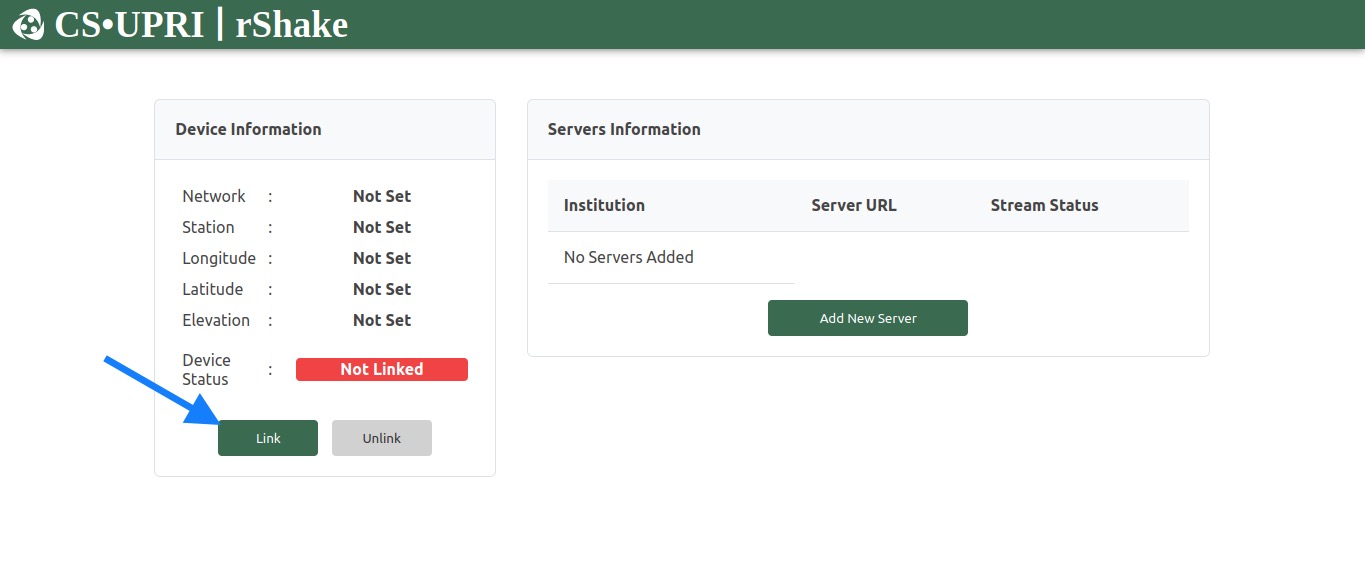 CS•UPRI | rShake
Device Information
Network : Not Set
Station : Not Set
Longitude : Not Set
Latitude : Not Set
Elevation : Not Set
Device
Status : Not Linked
Link Unlink
Servers Information
Institution Server URL Stream Status
No Servers Added
Add New Server